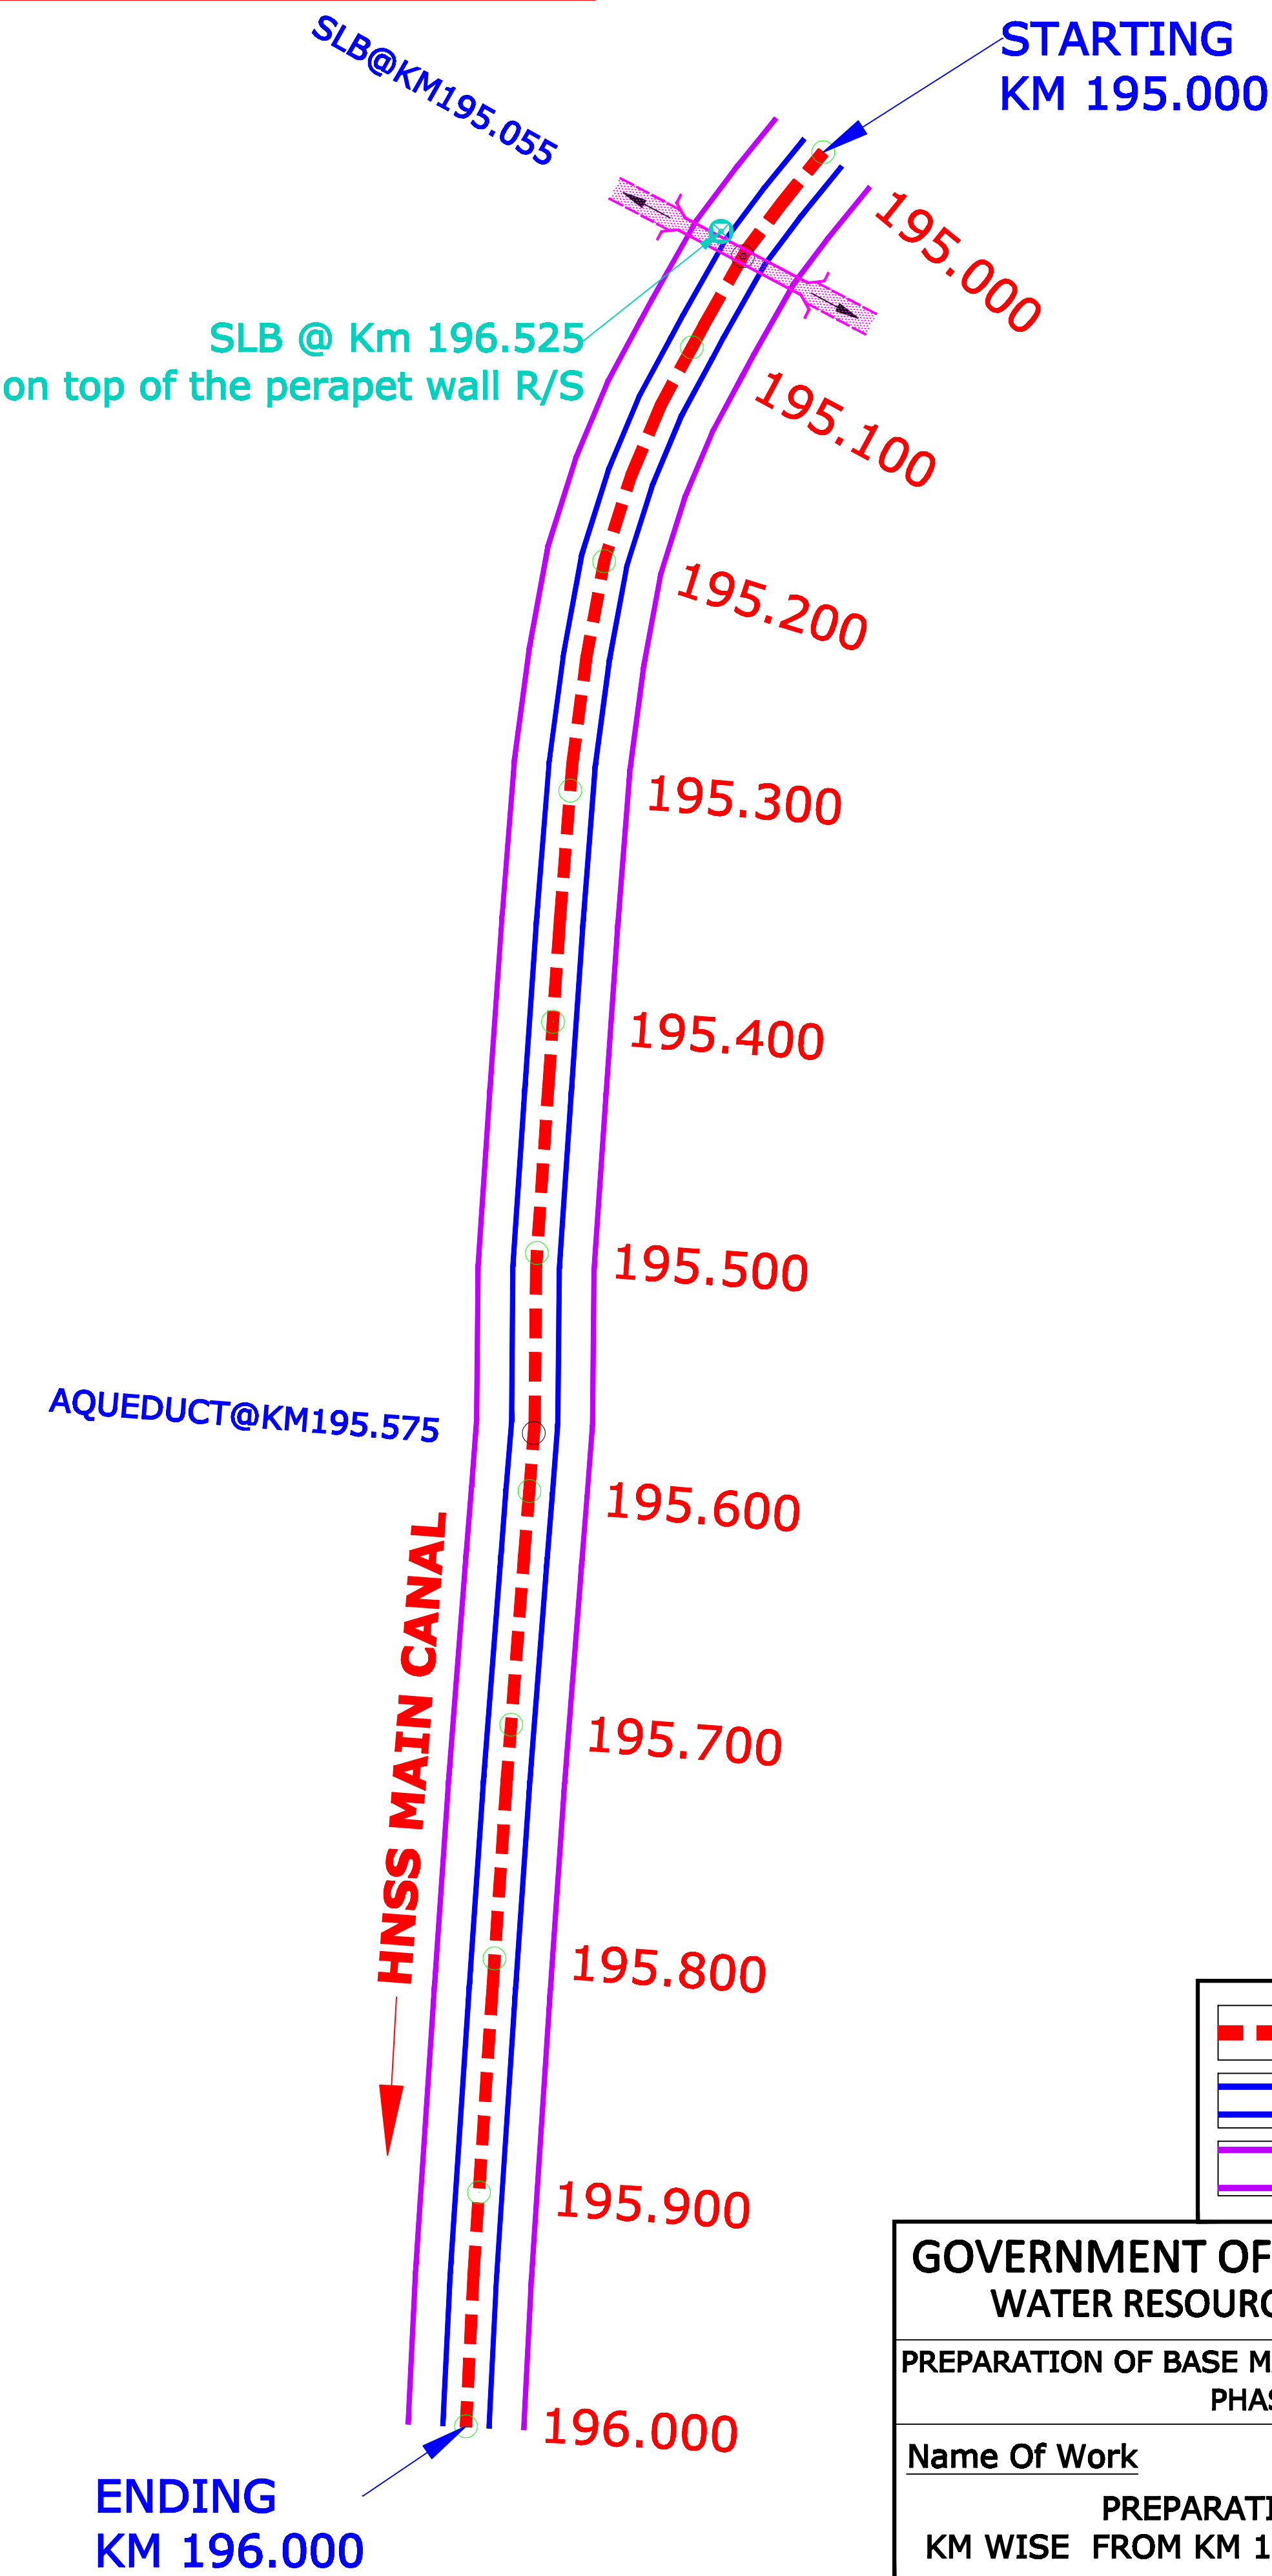 STARTING
KM 195.000
SLB@KM195.055
195.000
SLB @ Km 196.525
on top of the perapet wall R/S
195.100
195.200
195.300
195.400
195.500
AQUEDUCT@KM195.575
195.600
HNSS MAIN CANAL
195.700
195.800
195.900
196.000
ENDING
KM 196.000
GOVERNMENT OF
WATER RESOURC
PREPARATION OF BASE M
PHAS
Name Of Work
PREPARATI
KM WISE FROM KM 1